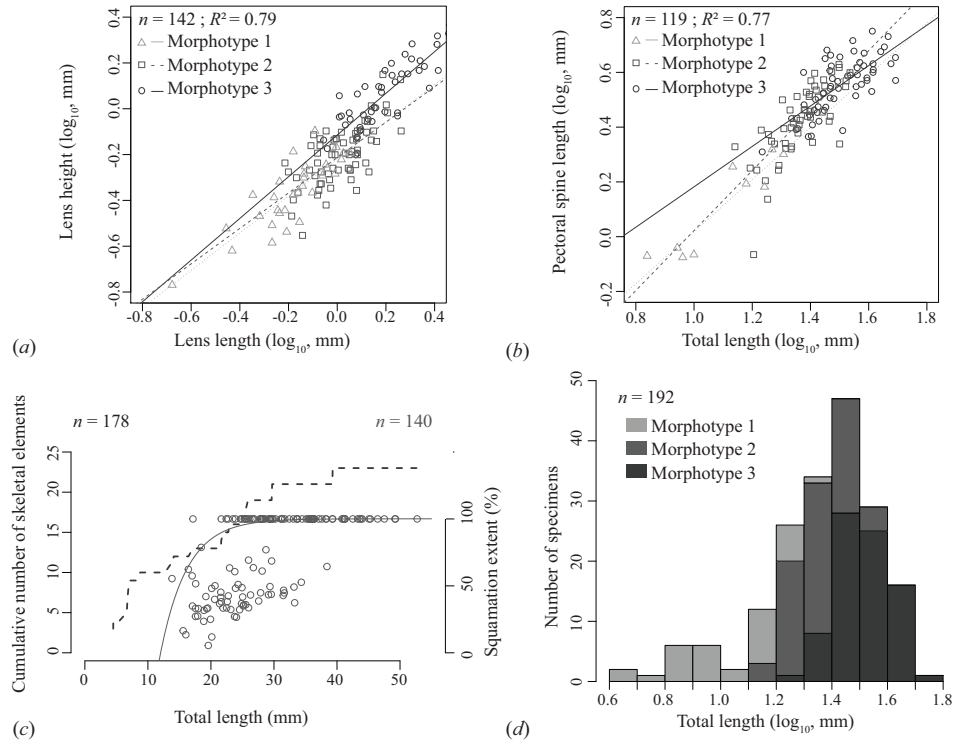 n = 142 ; R² = 0.79
Morphotype 1
Morphotype 2
Morphotype 3
Lens height (log₁₀, mm)
0.4
0.2
0.0
-0.2
-0.4
-0.6
-0.8
-0.8 -0.6 -0.4 -0.2 0.0 0.2 0.4
Lens length (log₁₀, mm)
(a)
n = 119 ; R² = 0.77
Morphotype 1
Morphotype 2
Morphotype 3
Pectoral spine length (log₁₀, mm)
0.8
0.6
0.4
0.2
0.0
-0.2
0.8 1.0 1.2 1.4 1.6 1.8
Total length (log₁₀, mm)
(b)
n = 178
n = 140
Cumulative number of skeletal elements
25
20
15
10
5
0
Squamation extent (%)
100
50
0
0 10 20 30 40 50
Total length (mm)
(c)
n = 192
Morphotype 1
Morphotype 2
Morphotype 3
Number of specimens
50
40
30
20
10
0
0.6 0.8 1.0 1.2 1.4 1.6 1.8
Total length (log₁₀, mm)
(d)